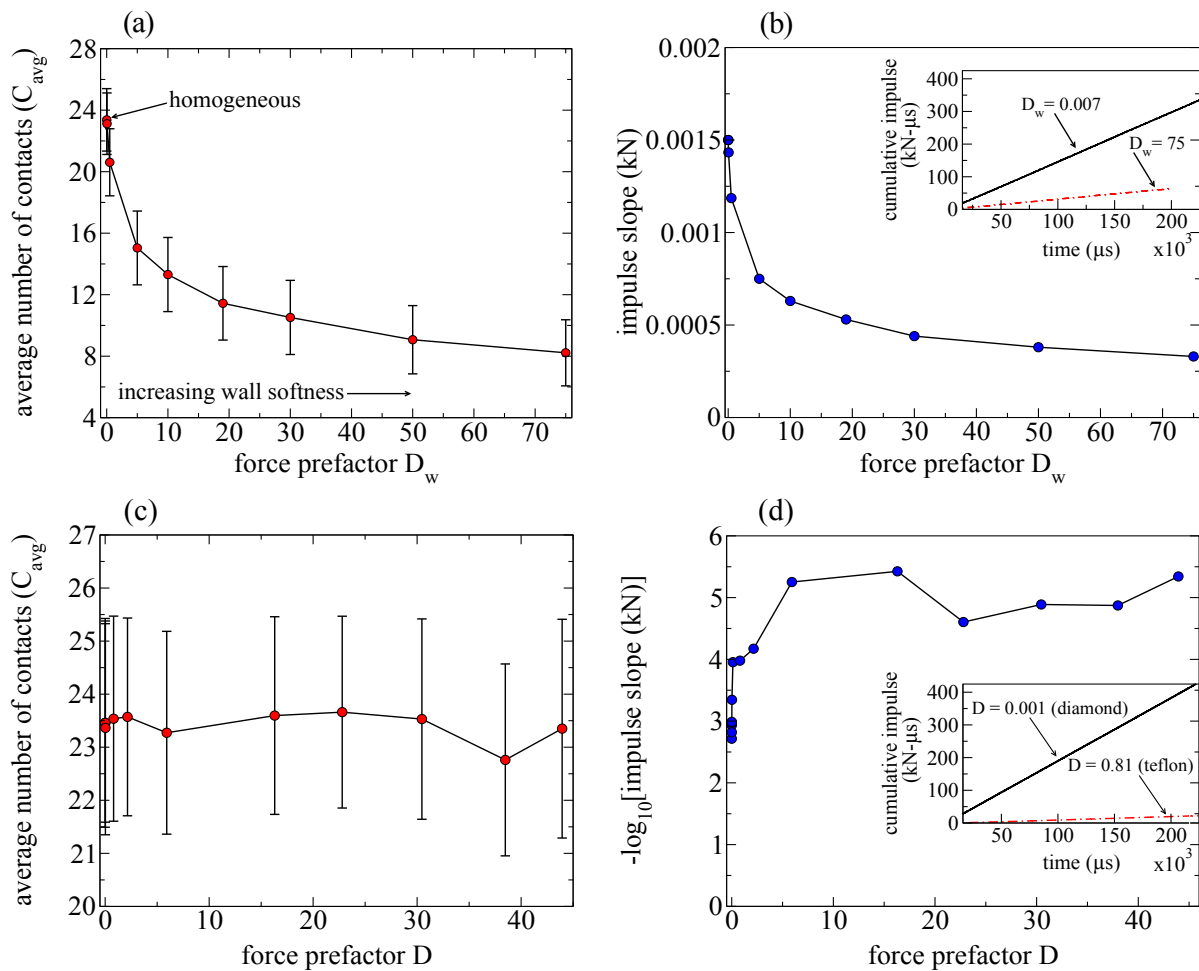 (a)
28
24
20
16
12
8
4
average number of contacts (C_avg)
homogeneous
increasing wall softness
0 10 20 30 40 50 60 70
force prefactor D_w
(b)
0.002
0.0015
0.001
0.0005
0
impulse slope (kN)
0 10 20 30 40 50 60 70
force prefactor D_w
400
300
200
100
0
cumulative impulse
(kN-μs)
D_w = 0.007
D_w = 75
50 100 150 200
time (μs)
x10^3
(c)
27
26
25
24
23
22
21
20
average number of contacts (C_avg)
0 10 20 30 40
force prefactor D
(d)
6
5
4
3
2
1
0
-log_10[impulse slope (kN)]
0 10 20 30 40
force prefactor D
400
300
200
100
0
cumulative impulse
(kN-μs)
D = 0.001 (diamond)
D = 0.81 (teflon)
50 100 150 200
time (μs)
x10^3